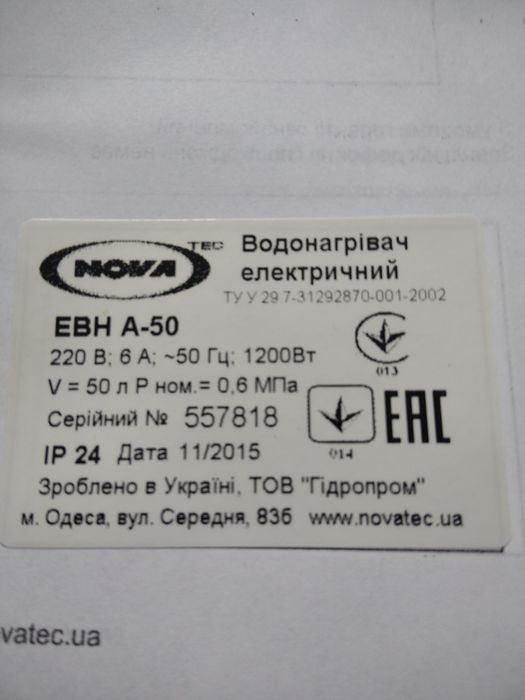 NOVA TEC
Водонагрівач
електричний
ТУ У 29.7-31292870-001-2002
ЕВН А-50
220 В; 6 А; ~50 Гц; 1200Вт
013
V = 50 л Р ном.= 0,6 МПа
Серійний № 557818
EAC
014
IP 24 Дата 11/2015
Зроблено в Україні, ТОВ "Гідропром"
м. Одеса, вул. Середня, 83б www.novatec.ua
vatec.ua